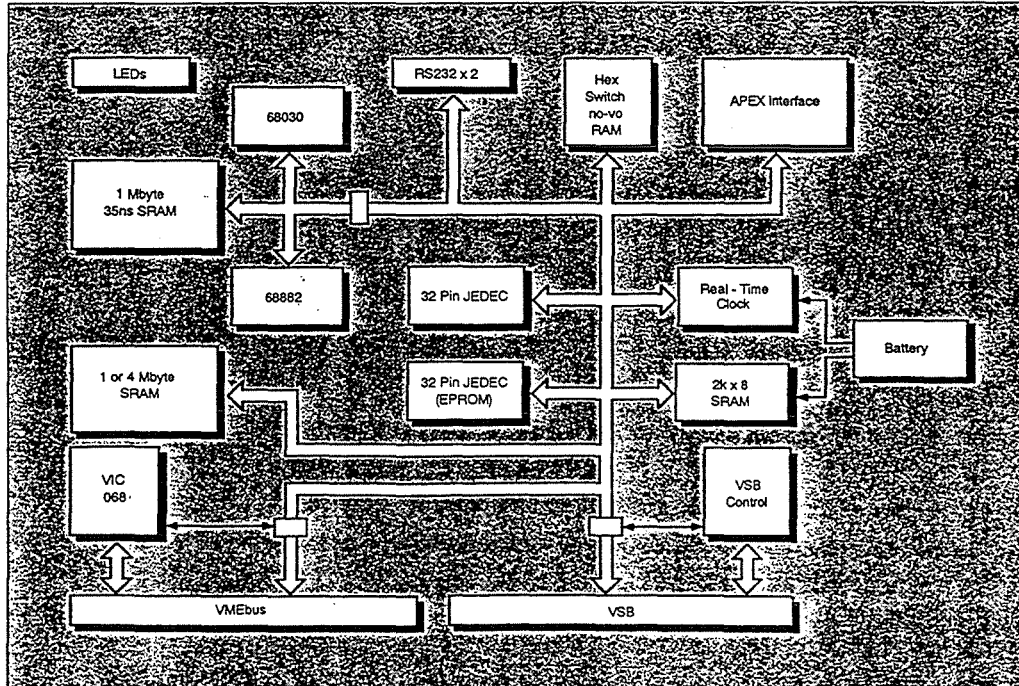 LEDs
RS232 x 2
Hex
Switch
no-vo
RAM
APEX Interface
68030
1 Mbyte
35ns SRAM
68882
32 Pin JEDEC
Real - Time
Clock
Battery
1 or 4 Mbyte
SRAM
32 Pin JEDEC
(EPROM)
2k x 8
SRAM
VIC
068
VSB
Control
VMEbus
VSB